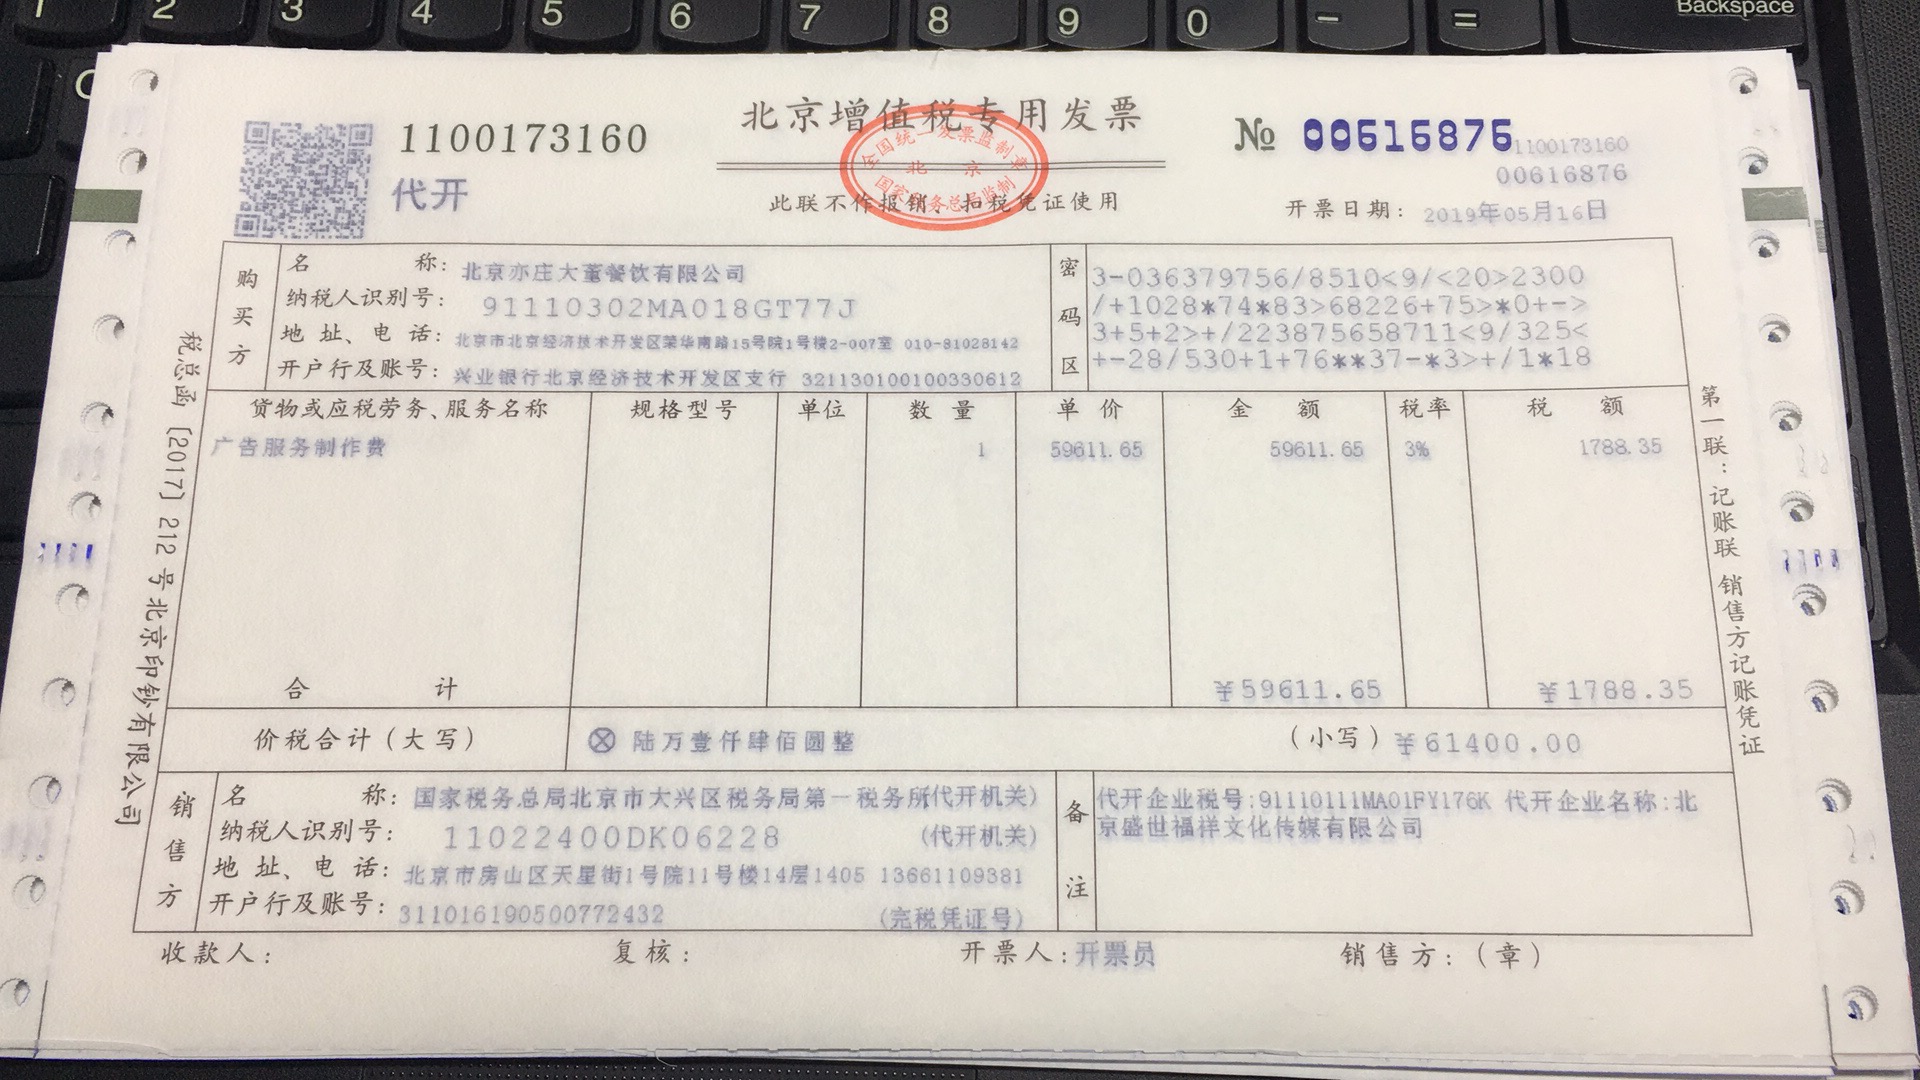 1 2 3 4 5 6 7 8 9 0 - = Backspace
北京增值税专用发票
1100173160
代开
全国统一发票监制章
北京
国家税务总局监制
此联不作报销、扣税凭证使用
№ 00616876
1100173160
00616876
开票日期: 2019年05月16日
购买方
名称: 北京亦庄大董餐饮有限公司
纳税人识别号: 91110302MA018GT77J
地址、电话: 北京市北京经济技术开发区荣华南路15号院1号楼2-007室 010-81028142
开户行及账号: 兴业银行北京经济技术开发区支行 321130100100330612
密码区
3-036379756/8510<9/<20>2300
/+1028*74*83>68226+75>*0+->
3+5+2>+/223875658711<9/325<
+-28/530+1+76**37-*3>+/1*18
货物或应税劳务、服务名称 规格型号 单位 数量 单价 金额 税率 税额
广告服务制作费 1 59611.65 59611.65 3% 1788.35
合计 ¥59611.65 ¥1788.35
价税合计(大写) ⊗ 陆万壹仟肆佰圆整 (小写) ¥61400.00
销售方
名称: 国家税务总局北京市大兴区税务局第一税务所(代开机关)
纳税人识别号: 11022400DK06228 (代开机关)
地址、电话: 北京市房山区天星街1号院11号楼14层1405 13661109381
开户行及账号: 311016190500772432 (完税凭证号)
备注
代开企业税号:91110111MA01FY176K 代开企业名称:北
京盛世福祥文化传媒有限公司
收款人: 复核: 开票人: 开票员 销售方:(章)
税总函〔2017〕212号北京印钞有限公司
第一联:记账联 销售方记账凭证